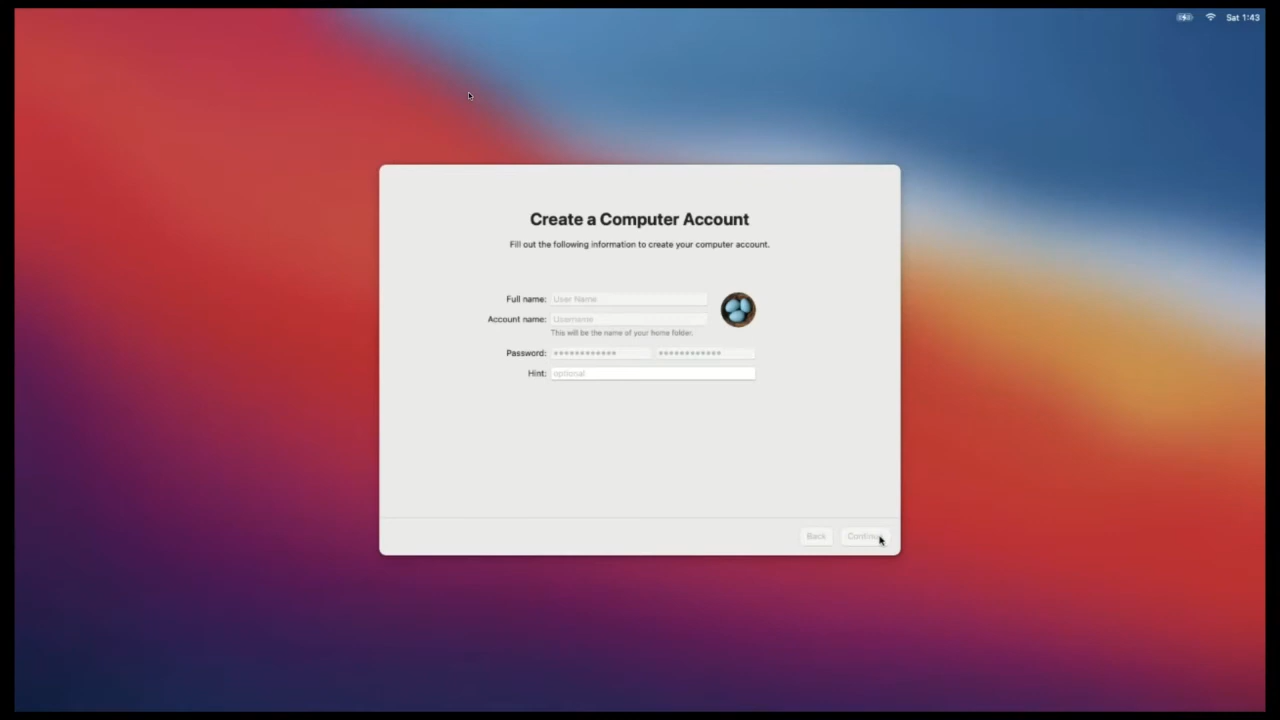 Sat 1:43
Create a Computer Account
Fill out the following information to create your computer account.
Full name: User Name
Account name: Username
This will be the name of your home folder.
Password: ************ ************
Hint: optional
Back Continue